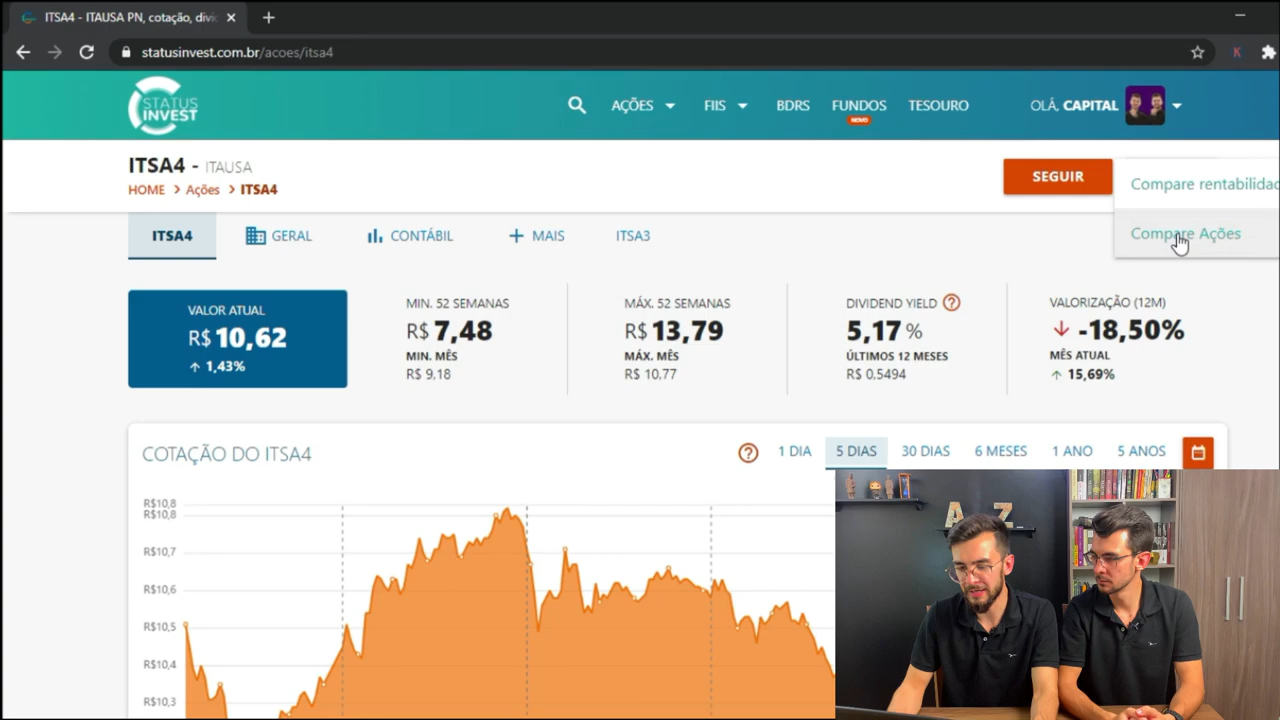 ITSA4 - ITAUSA PN, cotação, divi
statusinvest.com.br/acoes/itsa4
K
STATUS
INVEST
AÇÕES
FIIS
BDRS
FUNDOS
NOVO
TESOURO
OLÁ, CAPITAL
ITSA4 - ITAUSA
HOME > Ações > ITSA4
SEGUIR
Compare rentabilidad
Compare Ações
ITSA4
GERAL
CONTÁBIL
MAIS
ITSA3
VALOR ATUAL
R$ 10,62
↑ 1,43%
MIN. 52 SEMANAS
R$ 7,48
MIN. MÊS
R$ 9,18
MÁX. 52 SEMANAS
R$ 13,79
MÁX. MÊS
R$ 10,77
DIVIDEND YIELD ?
5,17 %
ÚLTIMOS 12 MESES
R$ 0,5494
VALORIZAÇÃO (12M)
↓ -18,50%
MÊS ATUAL
↑ 15,69%
COTAÇÃO DO ITSA4
?
1 DIA
5 DIAS
30 DIAS
6 MESES
1 ANO
5 ANOS
R$10,8
R$10,8
R$10,7
R$10,6
R$10,5
R$10,4
R$10,3
A Z